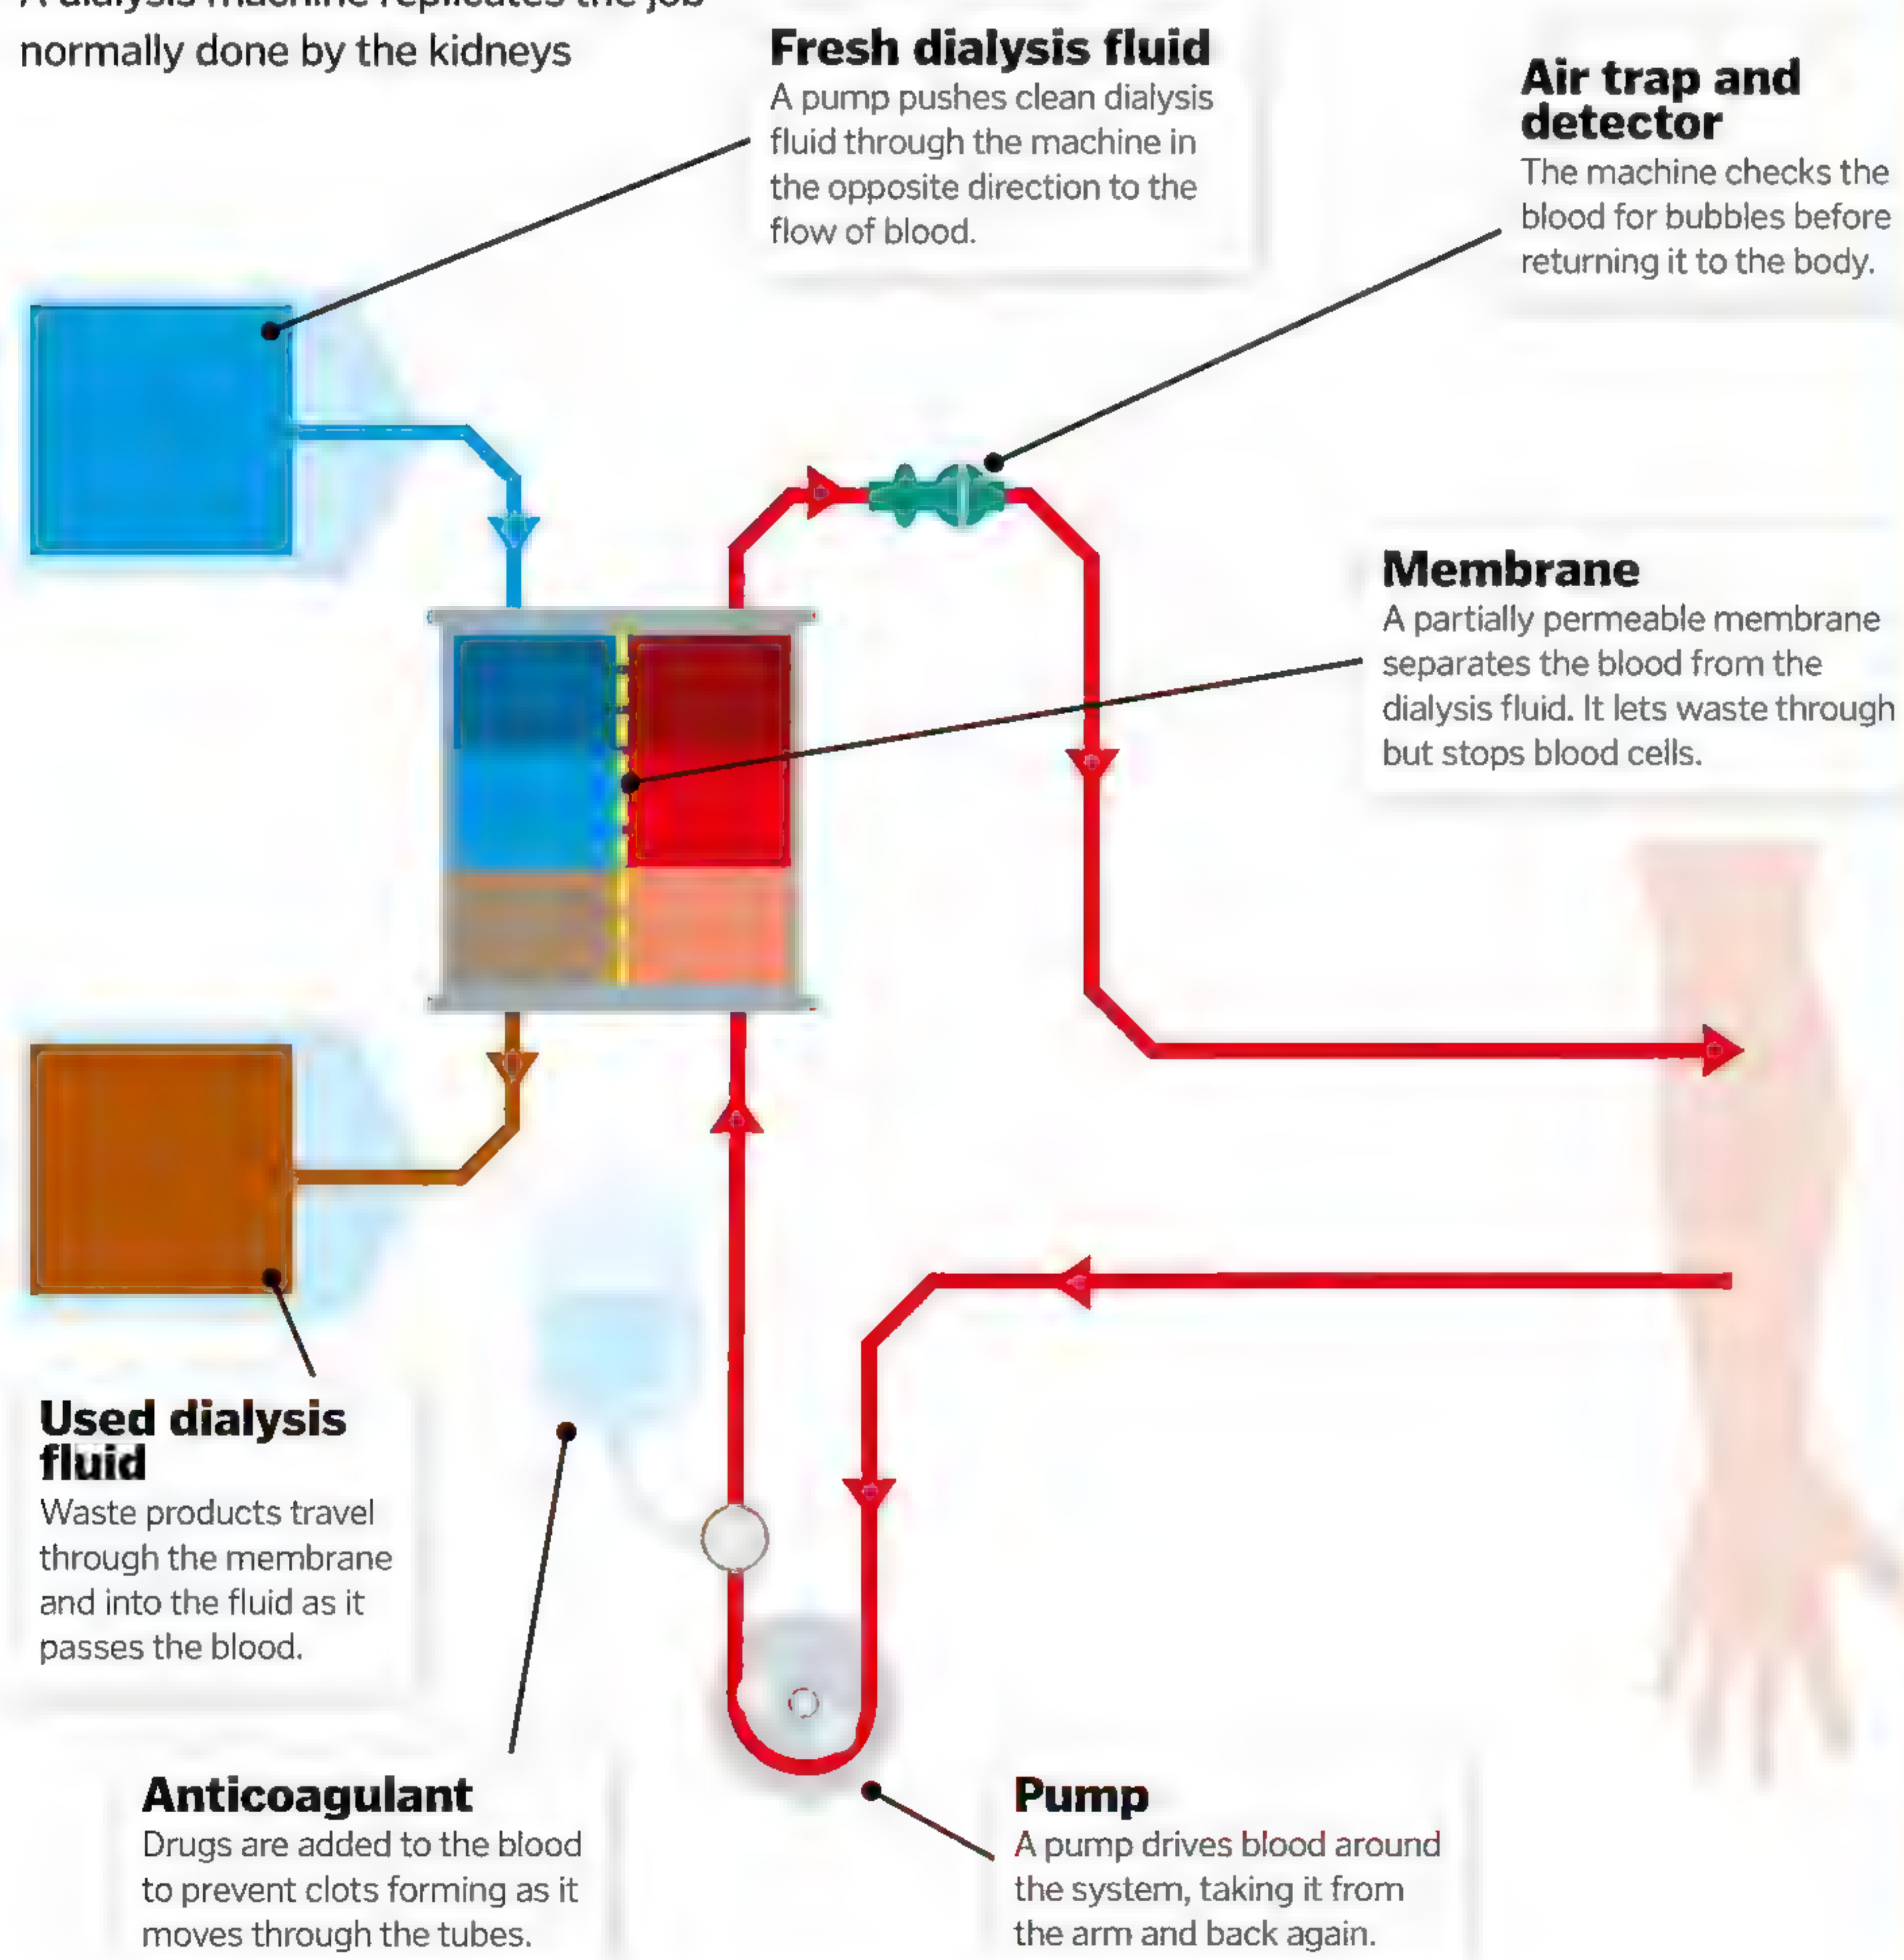 A dialysis machine replicates the job
normally done by the kidneys
Fresh dialysis fluid
A pump pushes clean dialysis
fluid through the machine in
the opposite direction to the
flow of blood.
Air trap and
detector
The machine checks the
blood for bubbles before
returning it to the body.
Membrane
A partially permeable membrane
separates the blood from the
dialysis fluid. It lets waste through
but stops blood cells.
Used dialysis
fluid
Waste products travel
through the membrane
and into the fluid as it
passes the blood.
Anticoagulant
Drugs are added to the blood
to prevent clots forming as it
moves through the tubes.
Pump
A pump drives blood around
the system, taking it from
the arm and back again.